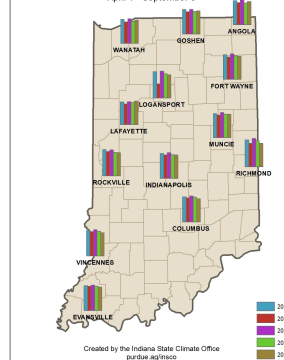 ANGOLA
GOSHEN
WANATAH
FORT WAYNE
LOGANSPORT
LAFAYETTE
MUNCIE
RICHMOND
ROCKVILLE
INDIANAPOLIS
COLUMBUS
VINCENNES
EVANSVILLE
20
20
20
20
20
Created by the Indiana State Climate Office
purdue.ag/insco